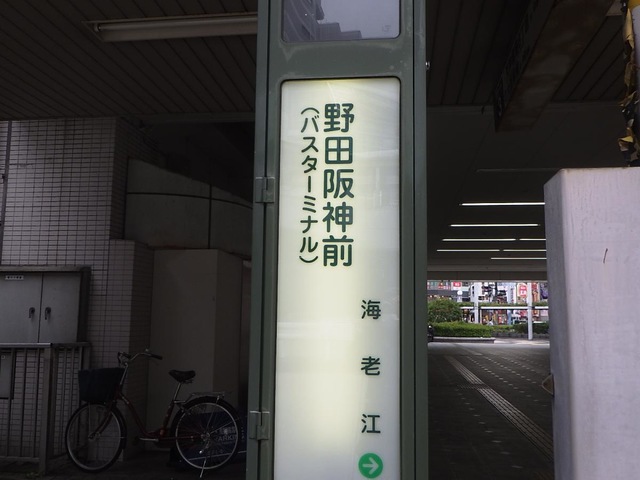 野田阪神前
（バスターミナル）
海老江